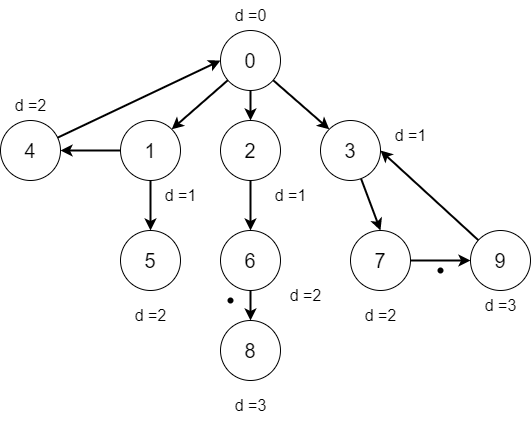 d =0
0
d =2
4
1
2
3
d =1
d =1
d =1
5
6
7
9
d =2
d =2
d =2
d =3
8
d =3